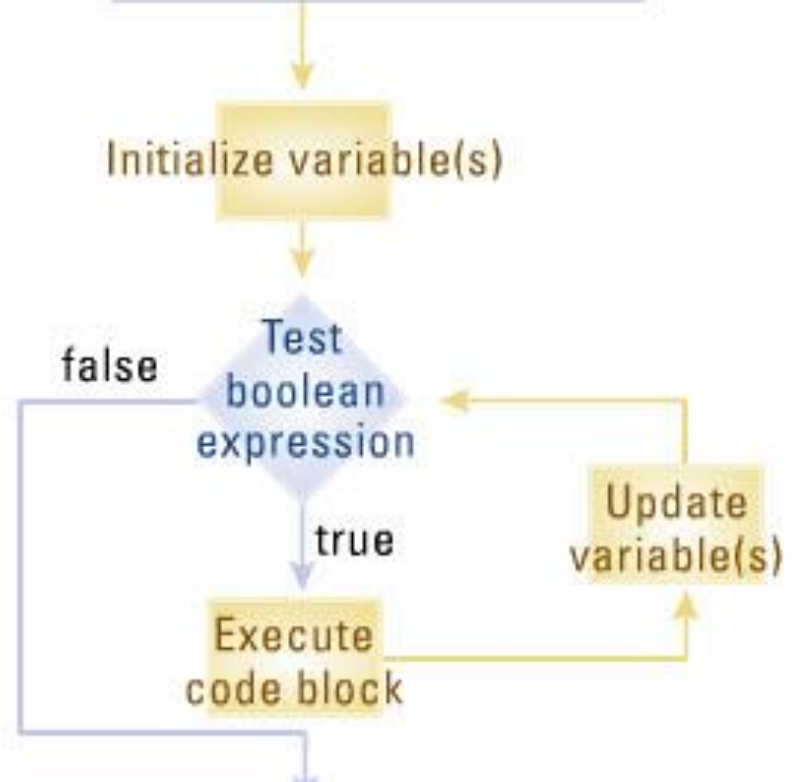 Initialize variable(s)
false
Test
boolean
expression
true
Update
variable(s)
Execute
code block